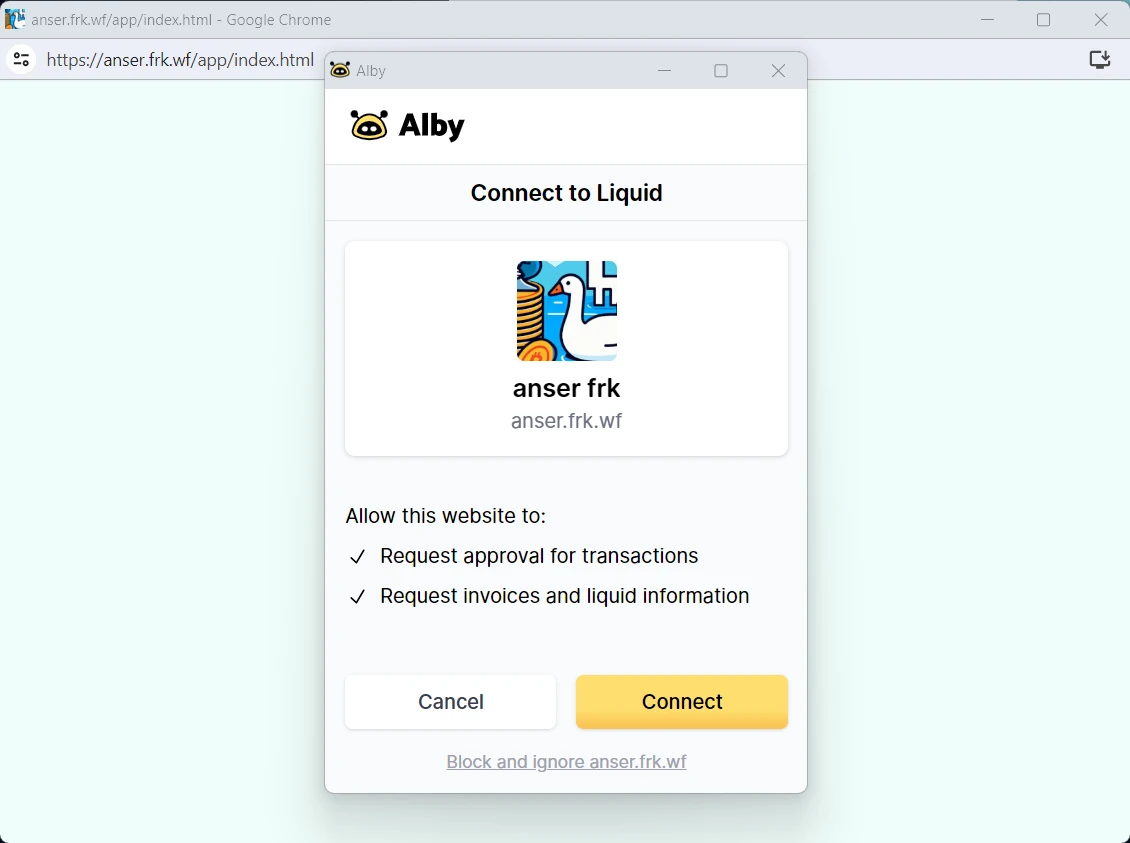 anser.frk.wf/app/index.html - Google Chrome
https://anser.frk.wf/app/index.html
Alby
Alby
Connect to Liquid
anser frk
anser.frk.wf
Allow this website to:
Request approval for transactions
Request invoices and liquid information
Cancel
Connect
Block and ignore anser.frk.wf